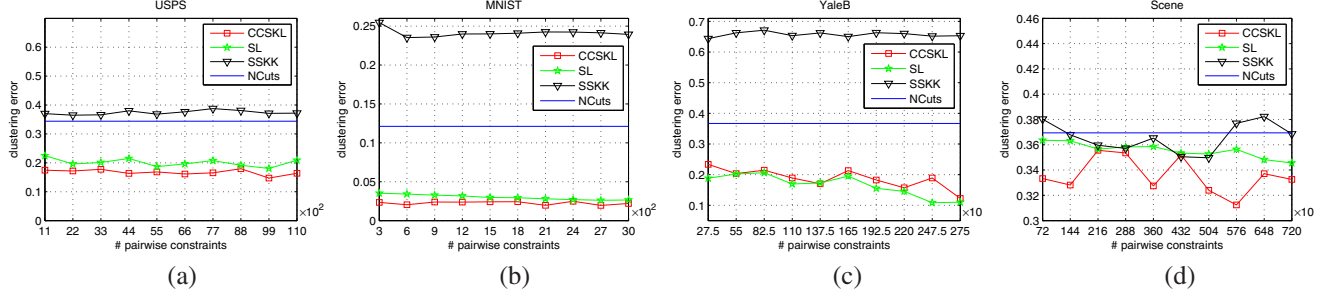 USPS
0.6
0.5
0.4
0.3
0.2
0.1
0
clustering error
CCSKL
SL
SSKK
NCuts
11 22 33 44 55 66 77 88 99 110
×10²
# pairwise constraints
(a)
MNIST
0.25
0.2
0.15
0.1
0.05
0
clustering error
CCSKL
SL
SSKK
NCuts
3 6 9 12 15 18 21 24 27 30
×10²
# pairwise constraints
(b)
YaleB
0.7
0.6
0.5
0.4
0.3
0.2
0.1
clustering error
CCSKL
SL
SSKK
NCuts
27.5 55 82.5 110 137.5 165 192.5 220 247.5 275
×10
# pairwise constraints
(c)
Scene
0.46
0.44
0.42
0.4
0.38
0.36
0.34
0.32
0.3
clustering error
CCSKL
SL
SSKK
NCuts
72 144 216 288 360 432 504 576 648 720
×10
# pairwise constraints
(d)